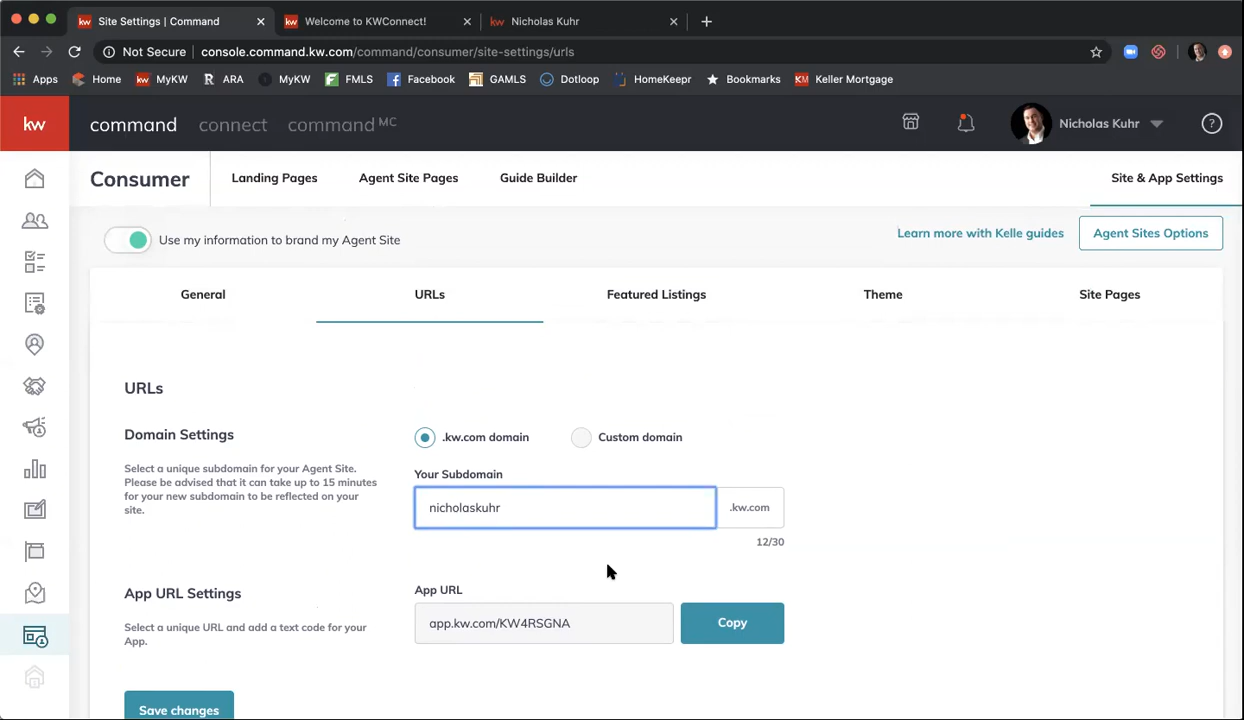 Site Settings | Command
Welcome to KWConnect!
Nicholas Kuhr
Not Secure | console.command.kw.com/command/consumer/site-settings/urls
Apps Home MyKW ARA MyKW FMLS Facebook GAMLS Dotloop HomeKeepr Bookmarks Keller Mortgage
kw command connect command MC Nicholas Kuhr ?
Consumer Landing Pages Agent Site Pages Guide Builder Site & App Settings
Use my information to brand my Agent Site Learn more with Kelle guides Agent Sites Options
General URLs Featured Listings Theme Site Pages
URLs
Domain Settings
.kw.com domain Custom domain
Select a unique subdomain for your Agent Site.
Please be advised that it can take up to 15 minutes
for your new subdomain to be reflected on your
site.
Your Subdomain
nicholaskuhr .kw.com
12/30
App URL Settings
Select a unique URL and add a text code for your
App.
App URL
app.kw.com/KW4RSGNA Copy
Save changes